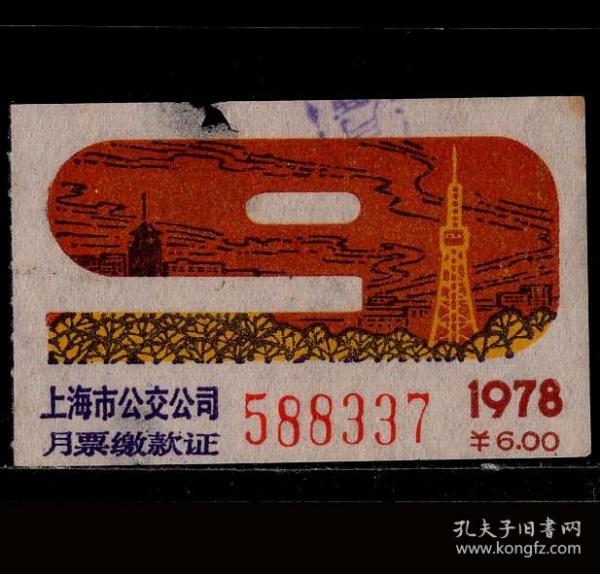 9
上海市公交公司
月票缴款证
588337
1978
￥6.00
孔夫子旧书网
www.kongfz.com